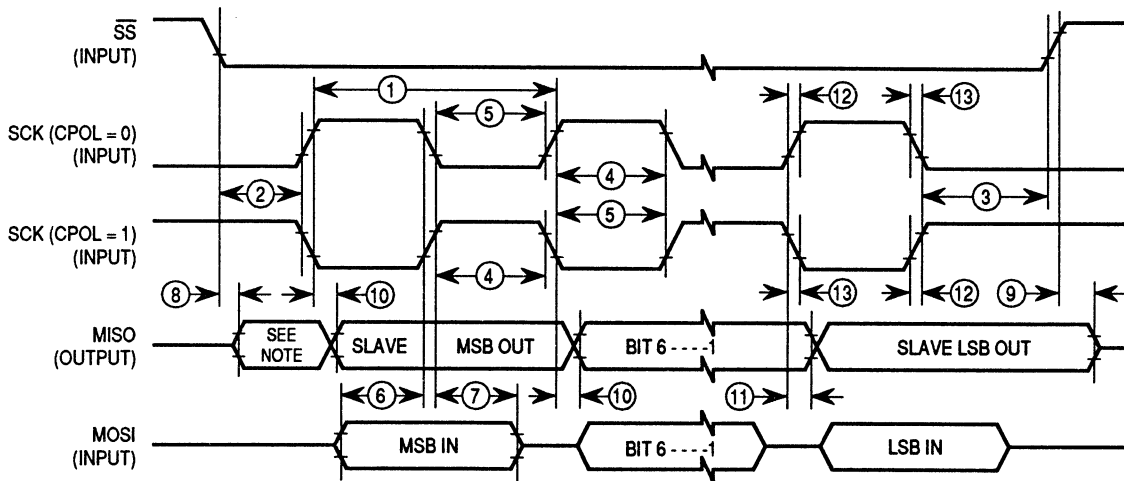 SS
(INPUT)
1
12
13
5
SCK (CPOL = 0)
(INPUT)
2
4
3
5
SCK (CPOL = 1)
(INPUT)
4
8
10
13
12
9
MISO
(OUTPUT)
SEE
NOTE
SLAVE
MSB OUT
BIT 6 - - - - 1
SLAVE LSB OUT
6
7
10
11
MOSI
(INPUT)
MSB IN
BIT 6 - - - - 1
LSB IN